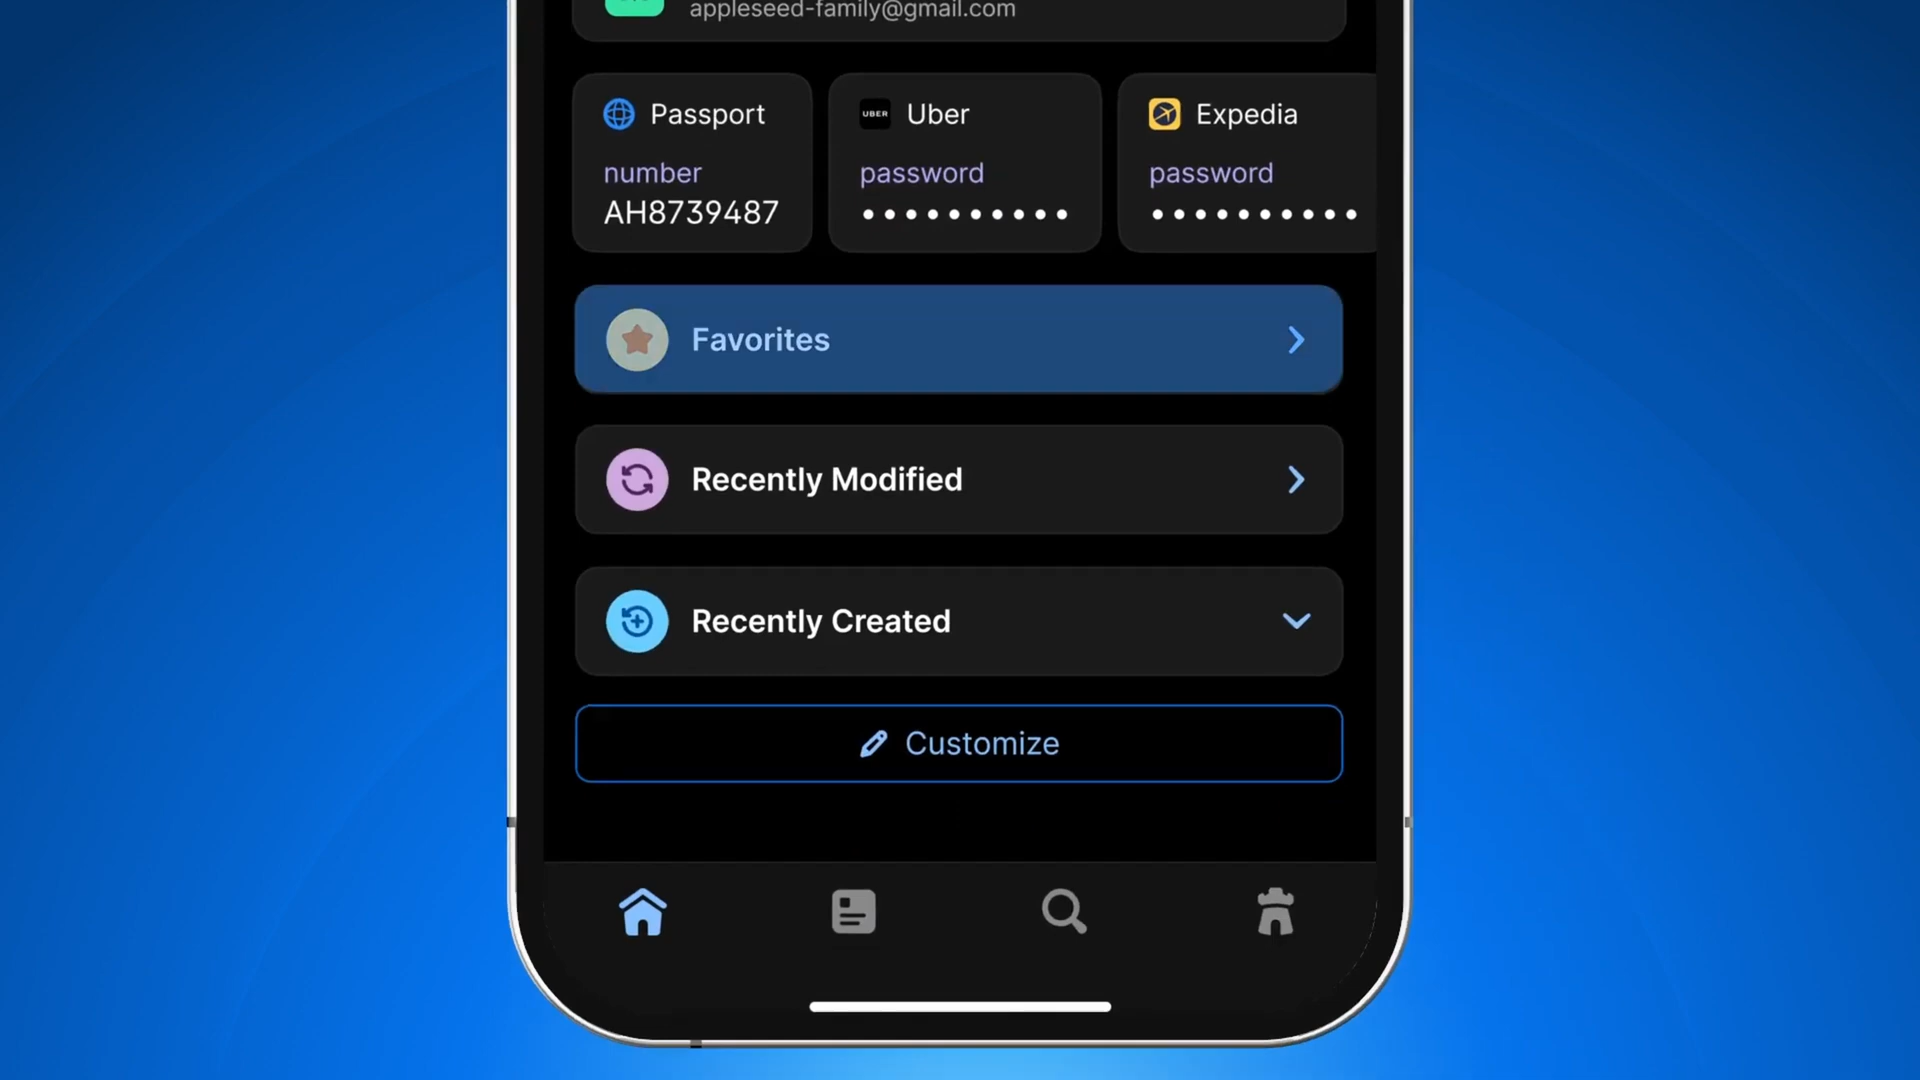 appleseed-family@gmail.com
Passport
number
AH8739487
UBER
Uber
password
Expedia
password
Favorites
Recently Modified
Recently Created
Customize